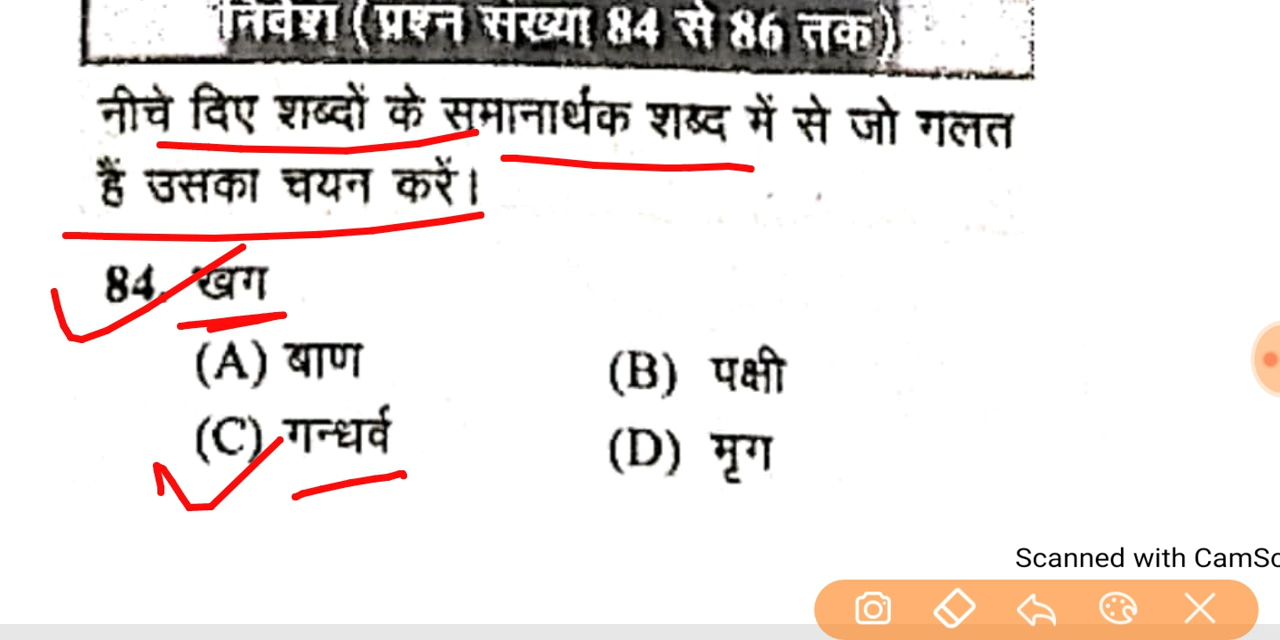 निर्देश (प्रश्न संख्या 84 से 86 तक)
नीचे दिए शब्दों के समानार्थक शब्द में से जो गलत
हैं उसका चयन करें।
84. खग
(A) बाण (B) पक्षी
(C) गन्धर्व (D) मृग
Scanned with CamSc